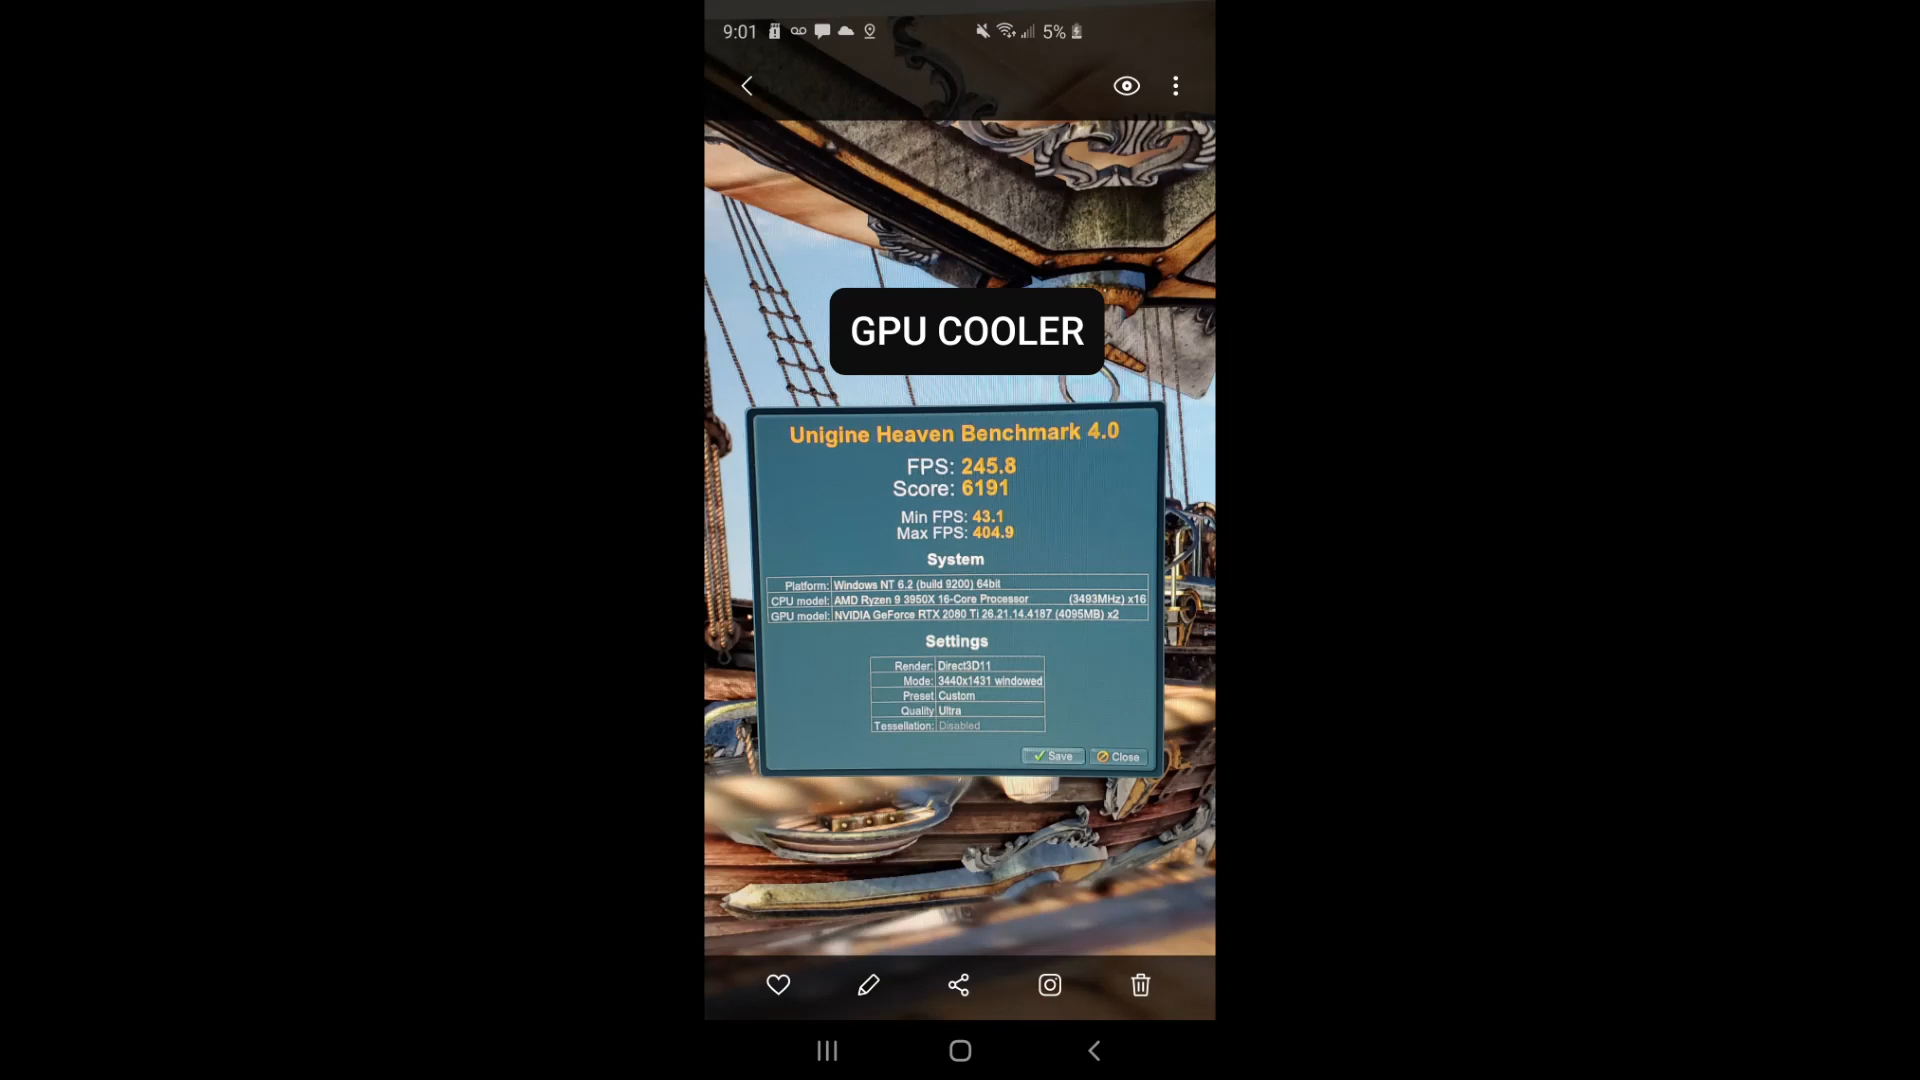 9:01
5%
GPU COOLER
Unigine Heaven Benchmark 4.0
FPS: 245.8
Score: 6191
Min FPS: 43.1
Max FPS: 404.9
System
Platform: Windows NT 6.2 (build 9200) 64bit
CPU model: AMD Ryzen 9 3950X 16-Core Processor (3493MHz) x16
GPU model: NVIDIA GeForce RTX 2080 Ti 26.21.14.4187 (4095MB) x2
Settings
Render: Direct3D11
Mode: 3440x1431 windowed
Preset Custom
Quality Ultra
Tessellation: Disabled
Save Close